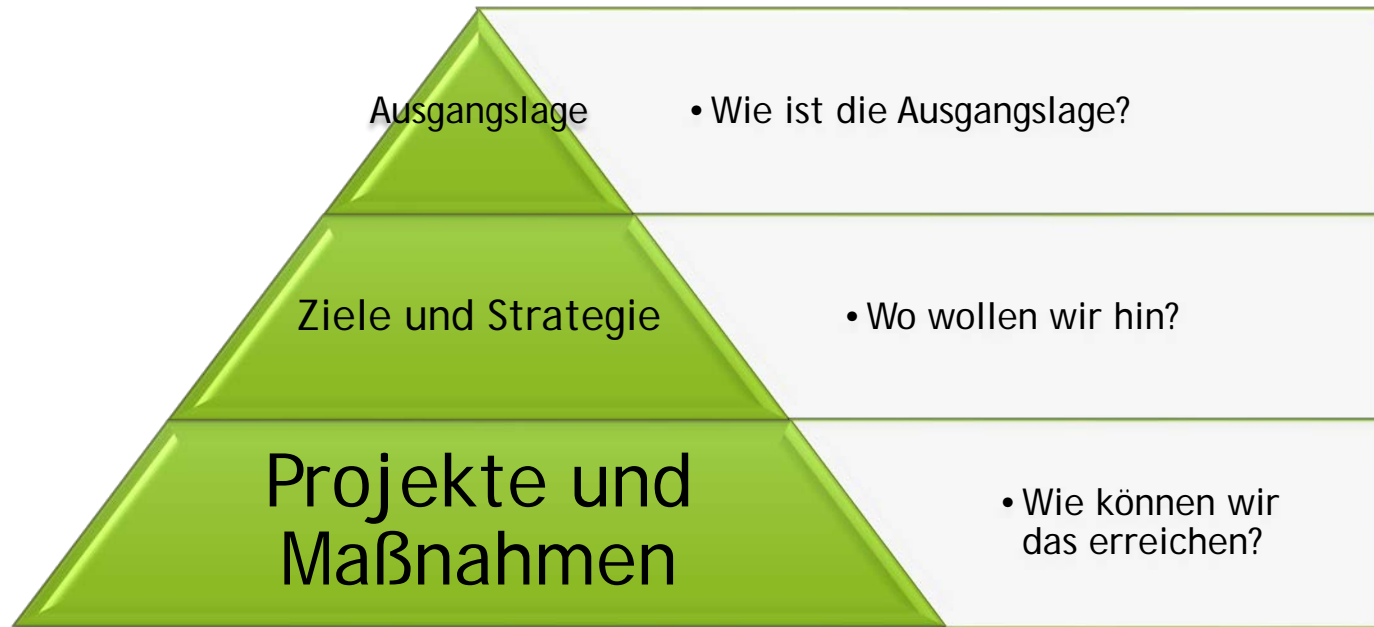 Ausgangslage
• Wie ist die Ausgangslage?
Ziele und Strategie
• Wo wollen wir hin?
Projekte und
Maßnahmen
• Wie können wir
das erreichen?